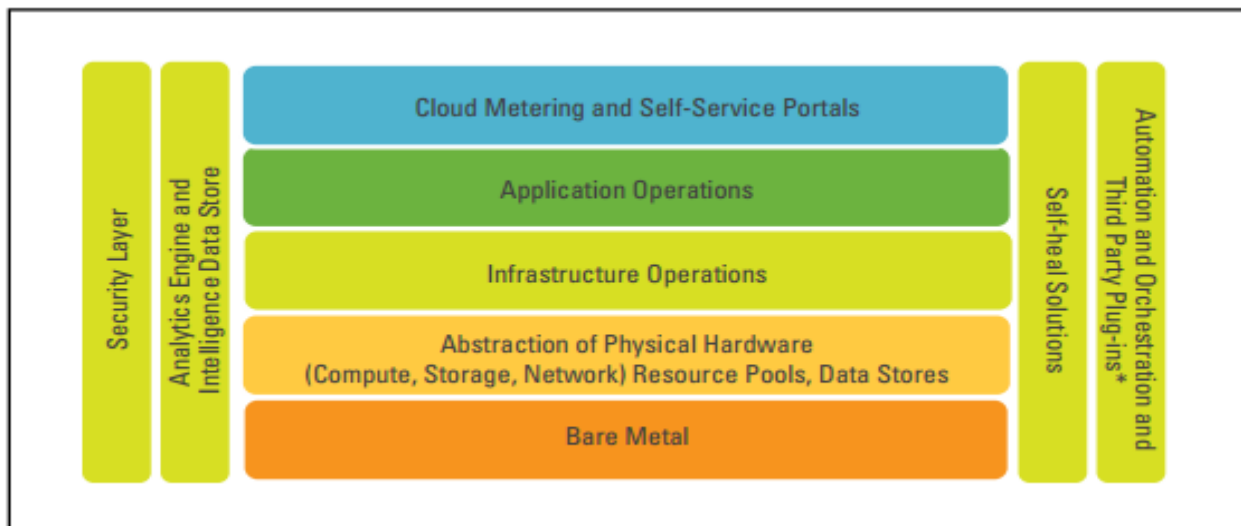 Security Layer
Analytics Engine and
Intelligence Data Store
Cloud Metering and Self-Service Portals
Application Operations
Infrastructure Operations
Abstraction of Physical Hardware
(Compute, Storage, Network) Resource Pools, Data Stores
Bare Metal
Self-heal Solutions
Automation and Orchestration and
Third Party Plug-ins*